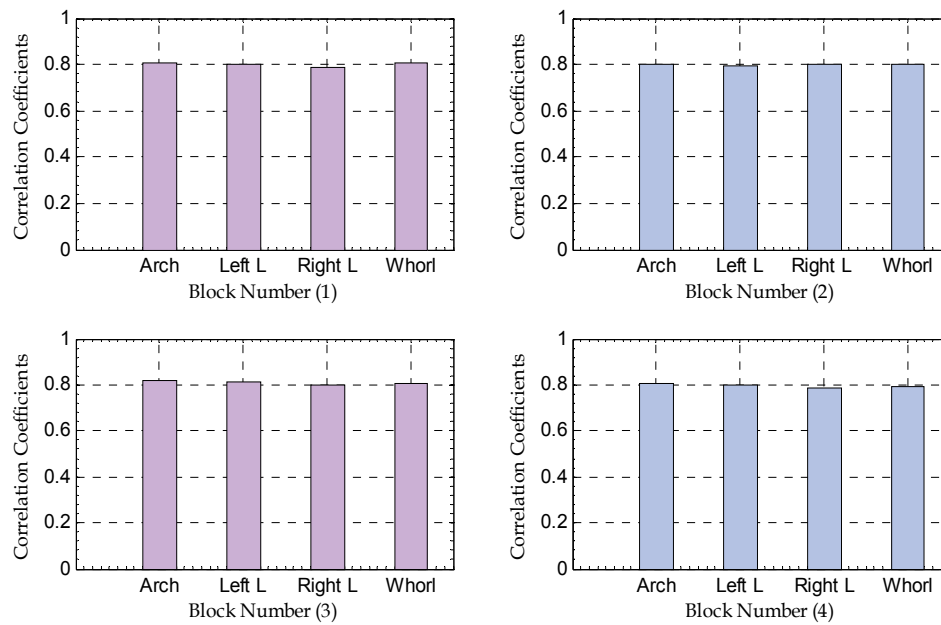 Correlation Coefficients
1
0.8
0.6
0.4
0.2
0
Arch Left L Right L Whorl
Block Number (1)
Correlation Coefficients
1
0.8
0.6
0.4
0.2
0
Arch Left L Right L Whorl
Block Number (2)
Correlation Coefficients
1
0.8
0.6
0.4
0.2
0
Arch Left L Right L Whorl
Block Number (3)
Correlation Coefficients
1
0.8
0.6
0.4
0.2
0
Arch Left L Right L Whorl
Block Number (4)